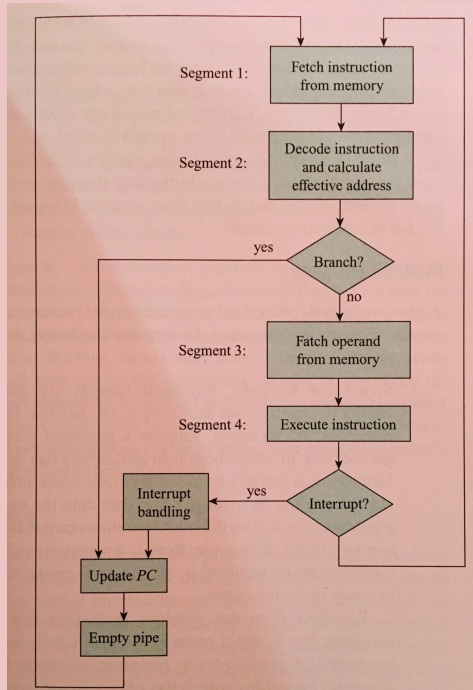 Segment 1:
Fetch instruction
from memory
Segment 2:
Decode instruction
and calculate
effective address
yes
Branch?
no
Segment 3:
Fatch operand
from memory
Segment 4:
Execute instruction
Interrupt
bandling
yes
Interrupt?
Update PC
Empty pipe